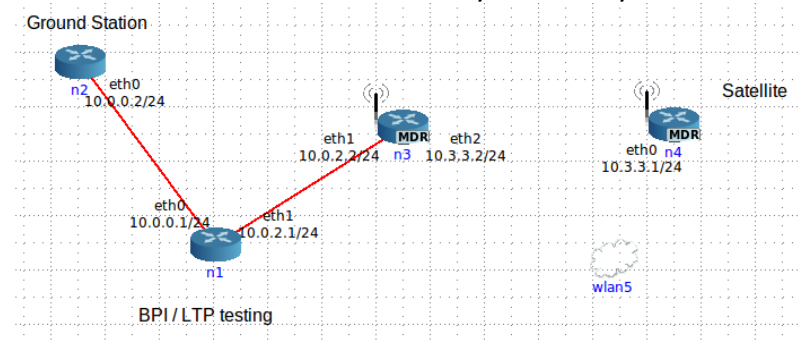 Ground Station
n2
eth0
10.0.0.2/24
Satellite
eth1
10.0.2.2/24
MDR
n3
eth2
10.3.3.2/24
MDR
eth0
n4
10.3.3.1/24
eth0
10.0.0.1/24
eth1
10.0.2.1/24
n1
wlan5
BPI / LTP testing